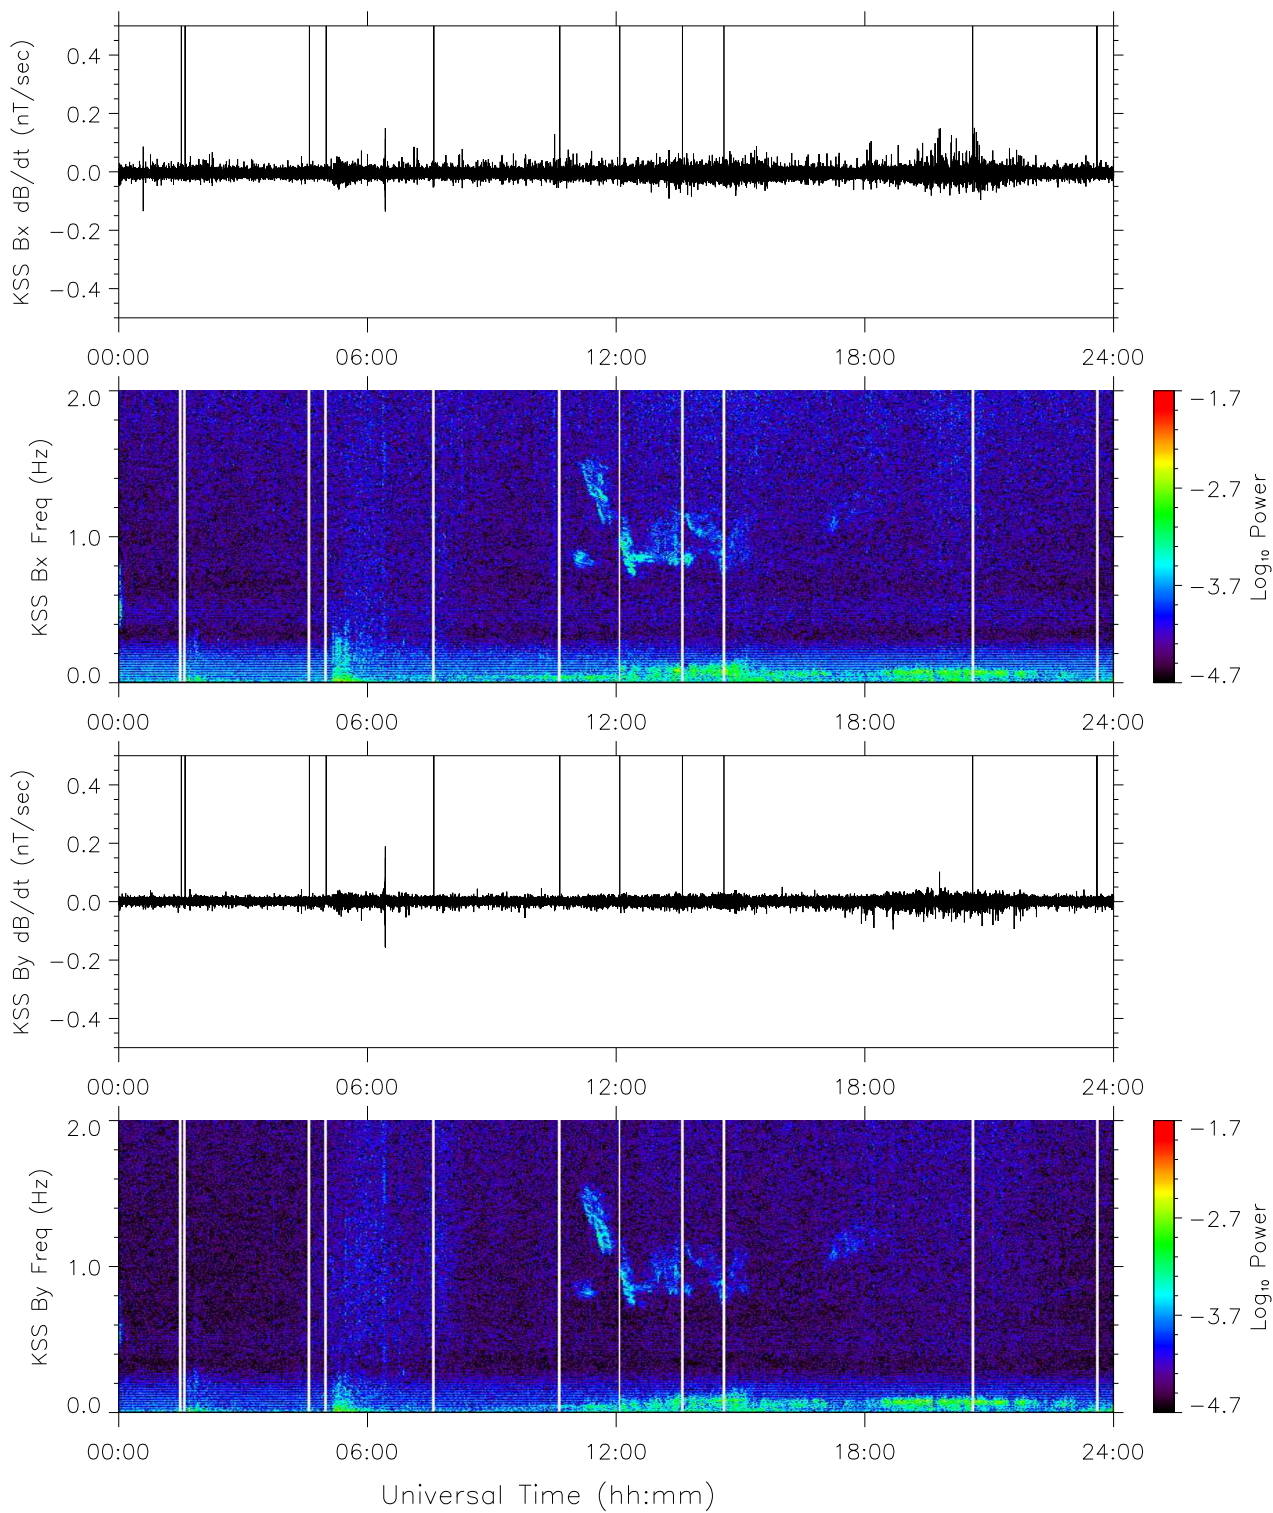 KSS Bx dB/dt (nT/sec)
0.4
0.2
0.0
−0.2
−0.4
00:00 06:00 12:00 18:00 24:00
KSS Bx Freq (Hz)
2.0
1.0
0.0
−1.7
−2.7
−3.7
−4.7
Log₁₀ Power
00:00 06:00 12:00 18:00 24:00
KSS By dB/dt (nT/sec)
0.4
0.2
0.0
−0.2
−0.4
00:00 06:00 12:00 18:00 24:00
KSS By Freq (Hz)
2.0
1.0
0.0
−1.7
−2.7
−3.7
−4.7
Log₁₀ Power
00:00 06:00 12:00 18:00 24:00
Universal Time (hh:mm)